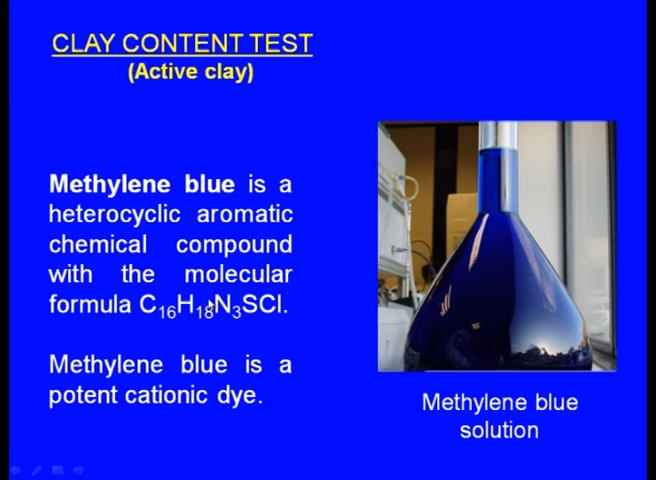 CLAY CONTENT TEST
(Active clay)
Methylene blue is a
heterocyclic aromatic
chemical compound
with the molecular
formula C₁₆H₁₈N₃SCl.
Methylene blue is a
potent cationic dye.
Methylene blue
solution